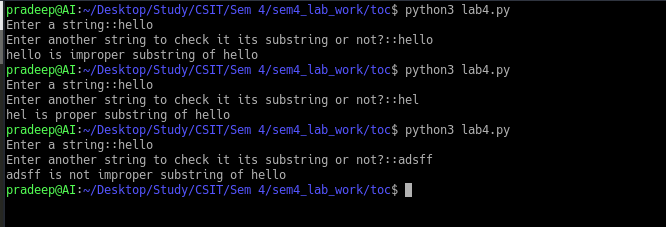 pradeep@AI:~/Desktop/Study/CSIT/Sem 4/sem4_lab_work/toc$ python3 lab4.py
Enter a string::hello
Enter another string to check it its substring or not?::hello
hello is improper substring of hello
pradeep@AI:~/Desktop/Study/CSIT/Sem 4/sem4_lab_work/toc$ python3 lab4.py
Enter a string::hello
Enter another string to check it its substring or not?::hel
hel is proper substring of hello
pradeep@AI:~/Desktop/Study/CSIT/Sem 4/sem4_lab_work/toc$ python3 lab4.py
Enter a string::hello
Enter another string to check it its substring or not?::adsff
adsff is not improper substring of hello
pradeep@AI:~/Desktop/Study/CSIT/Sem 4/sem4_lab_work/toc$